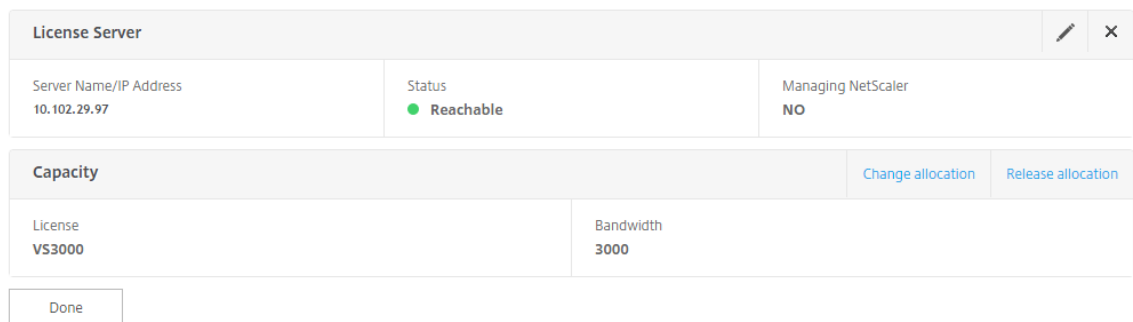 License Server
Server Name/IP Address
10.102.29.97
Status
Reachable
Managing NetScaler
NO
Capacity
Change allocation
Release allocation
License
VS3000
Bandwidth
3000
Done